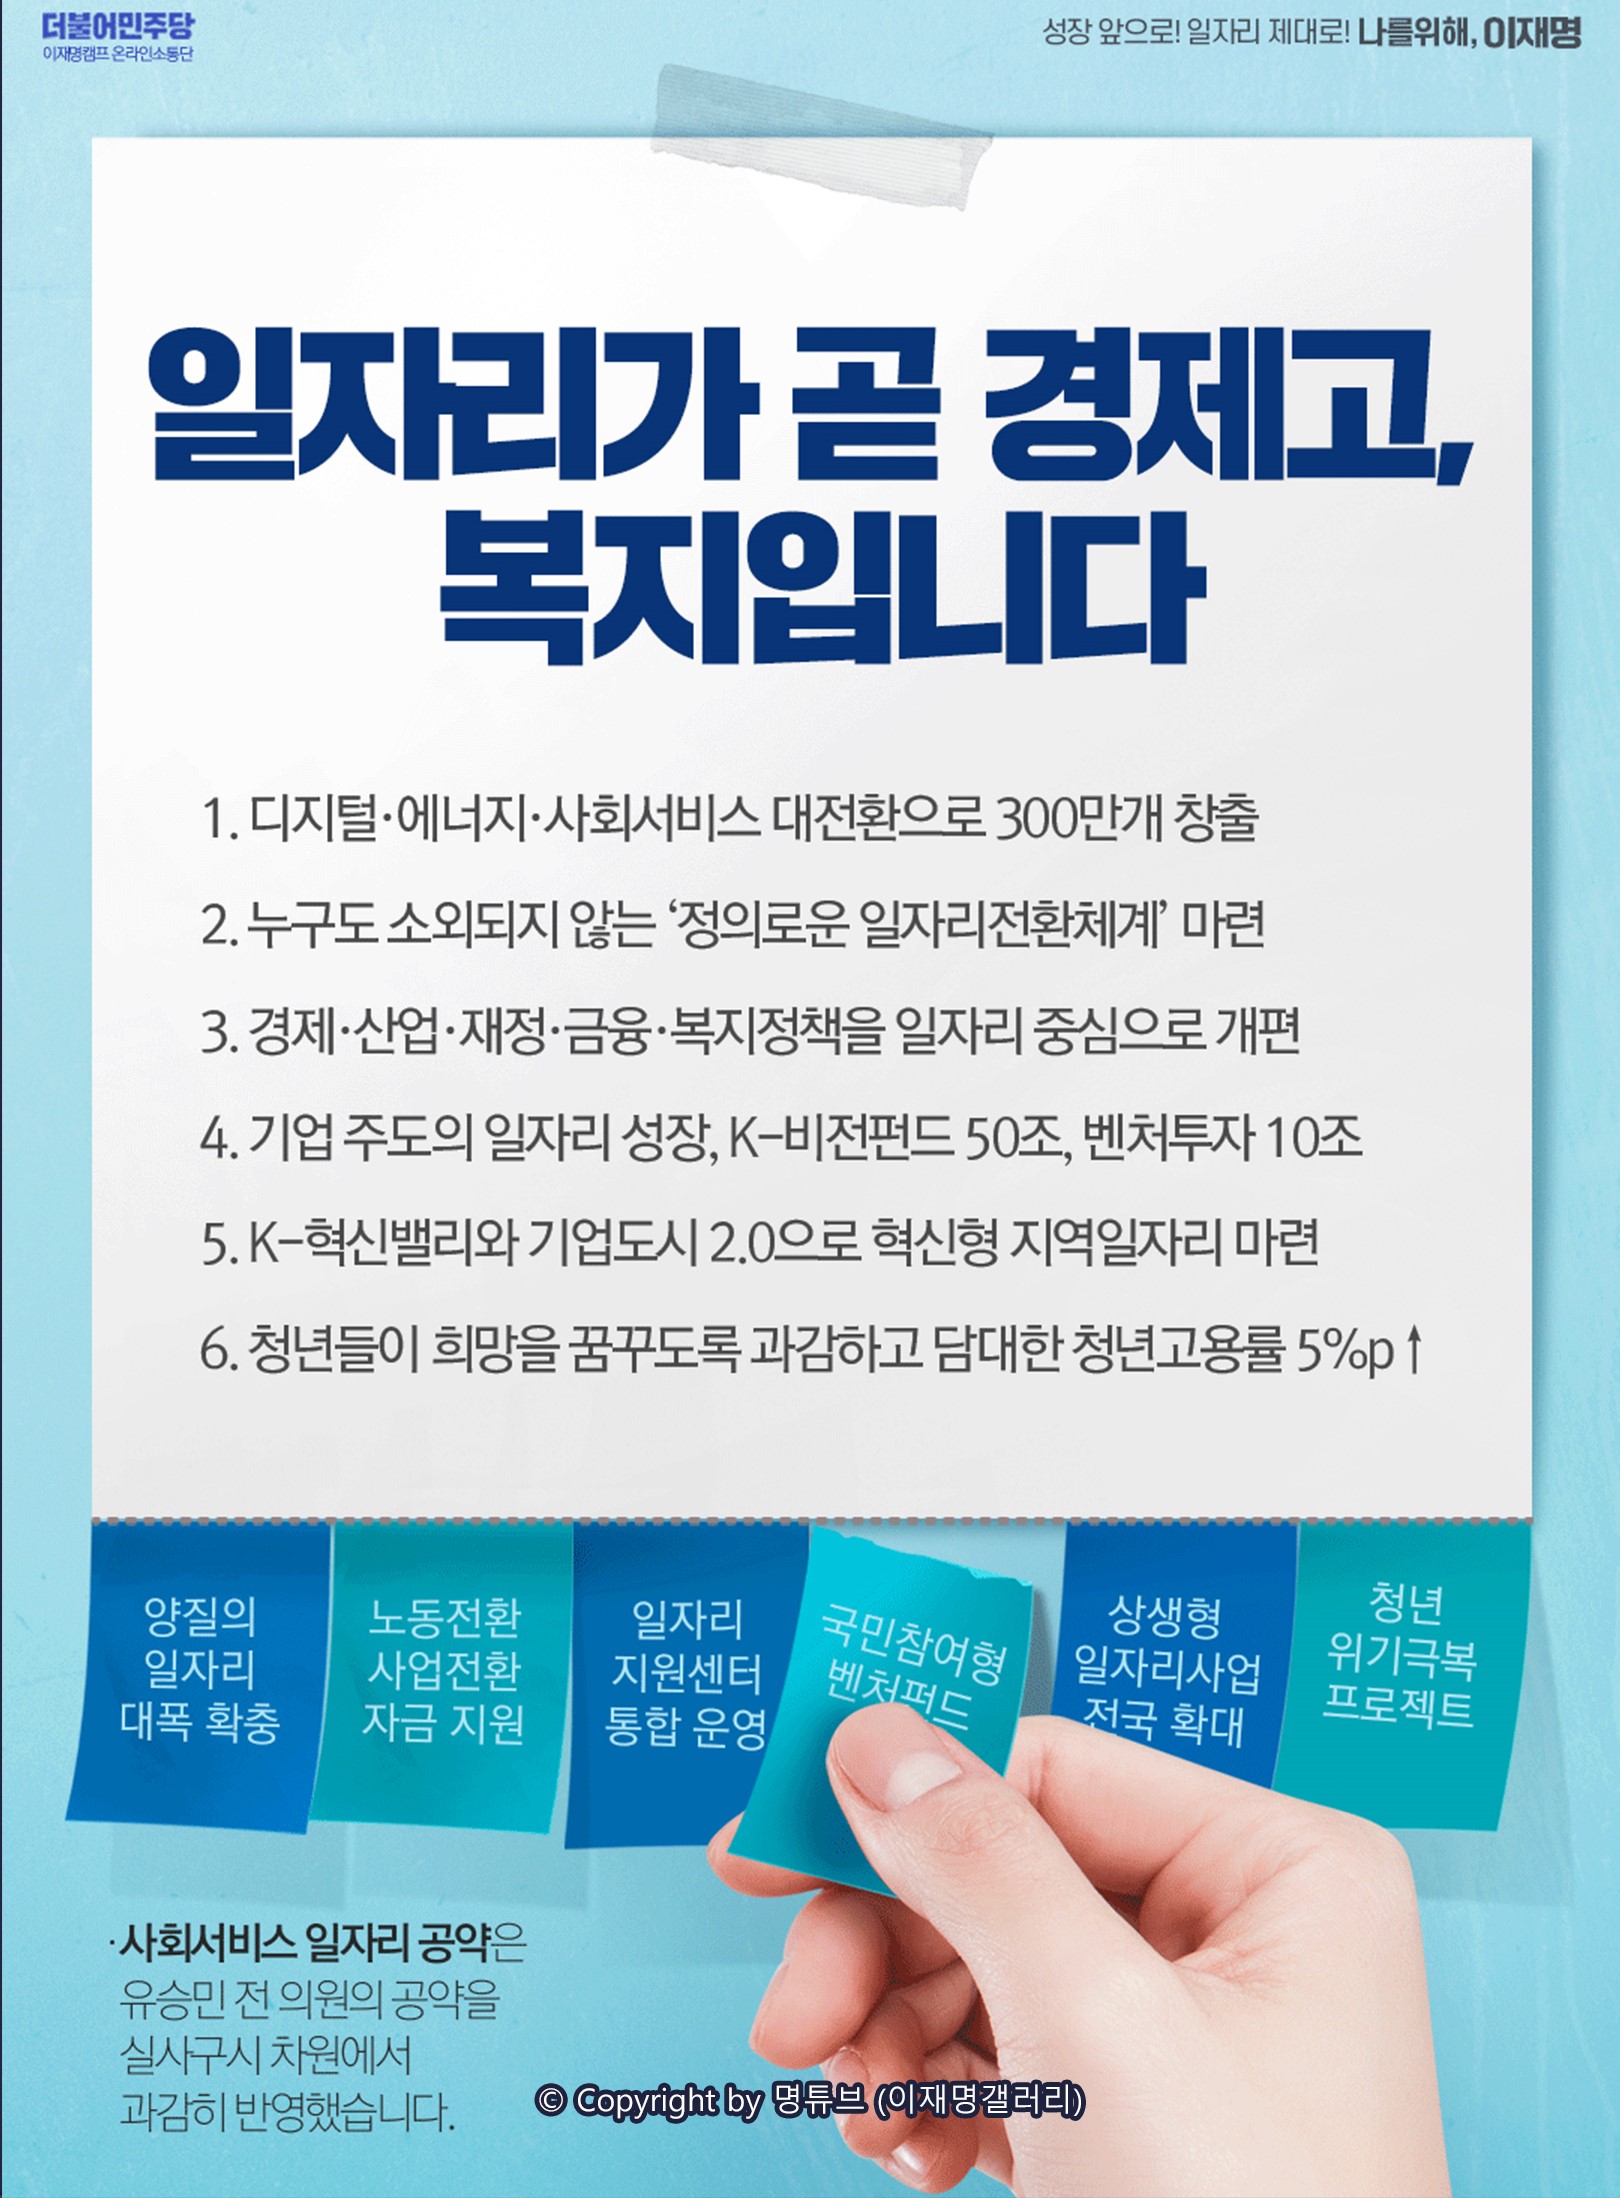 더불어민주당
이재명캠프 온라인소통단
성장 앞으로! 일자리 제대로! 나를위해, 이재명
일자리가 곧 경제고,
복지입니다
1. 디지털·에너지·사회서비스 대전환으로 300만개 창출
2. 누구도 소외되지 않는 ‘정의로운 일자리전환체계’ 마련
3. 경제·산업·재정·금융·복지정책을 일자리 중심으로 개편
4. 기업 주도의 일자리 성장, K-비전펀드 50조, 벤처투자 10조
5. K-혁신밸리와 기업도시 2.0으로 혁신형 지역일자리 마련
6. 청년들이 희망을 꿈꾸도록 과감하고 담대한 청년고용률 5%p↑
양질의
일자리
대폭 확충
노동전환
사업전환
자금 지원
일자리
지원센터
통합 운영
국민참여형
벤처펀드
상생형
일자리사업
전국 확대
청년
위기극복
프로젝트
·사회서비스 일자리 공약은
유승민 전 의원의 공약을
실사구시 차원에서
과감히 반영했습니다.
© Copyright by 명튜브 (이재명갤러리)